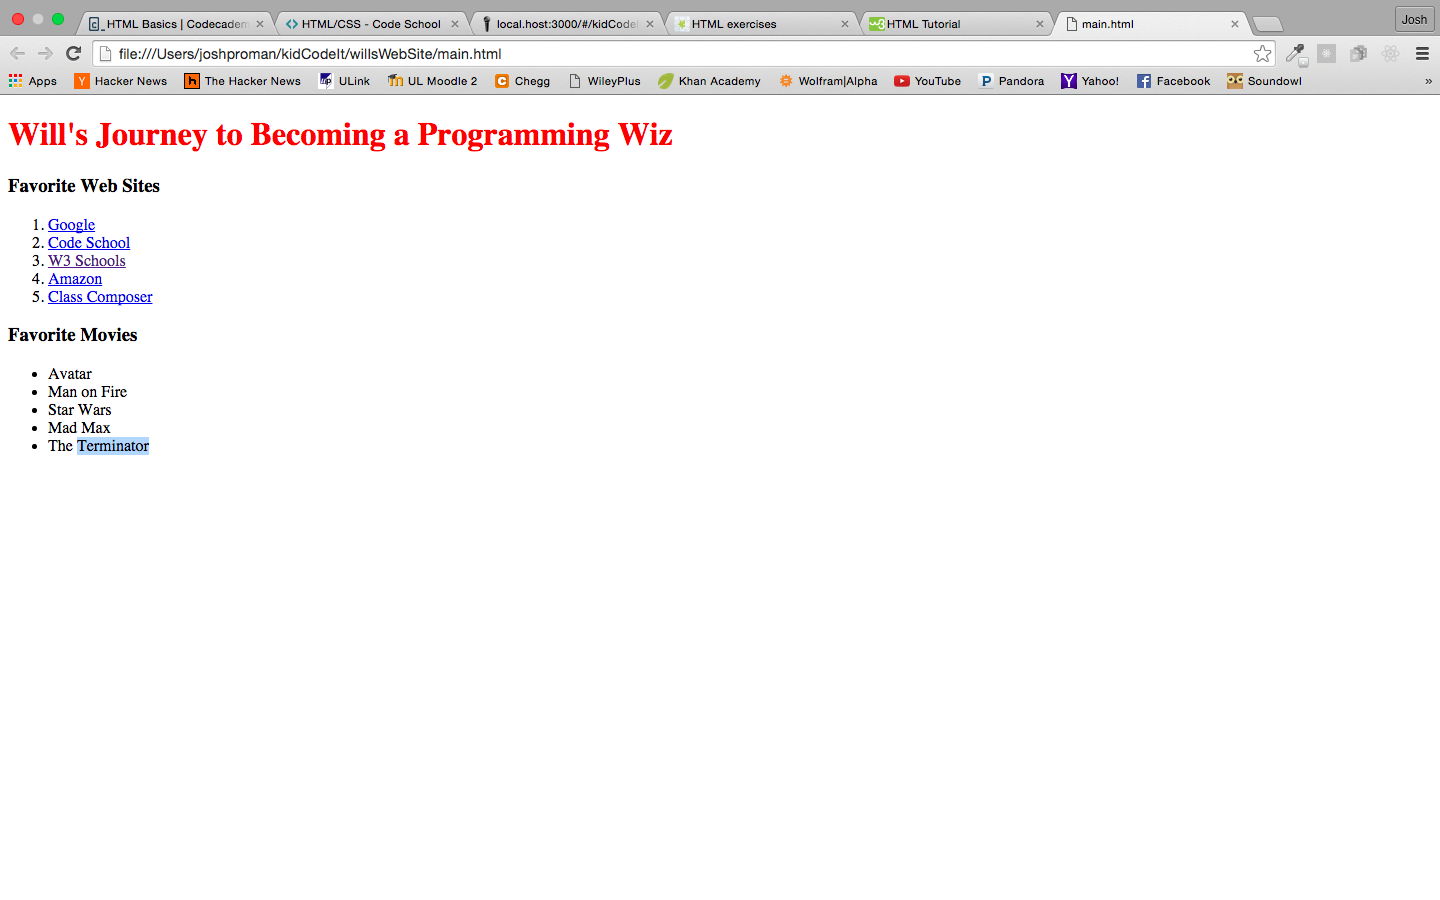 HTML Basics | Codecadem
HTML/CSS - Code School
local.host:3000/#/kidCodeI
HTML exercises
HTML Tutorial
main.html
Josh
file:///Users/joshproman/kidCodeIt/willsWebSite/main.html
Apps
Hacker News
The Hacker News
ULink
UL Moodle 2
Chegg
WileyPlus
Khan Academy
Wolfram|Alpha
YouTube
Pandora
Yahoo!
Facebook
Soundowl
»
Will's Journey to Becoming a Programming Wiz
Favorite Web Sites
1. Google
2. Code School
3. W3 Schools
4. Amazon
5. Class Composer
Favorite Movies
• Avatar
• Man on Fire
• Star Wars
• Mad Max
• The Terminator